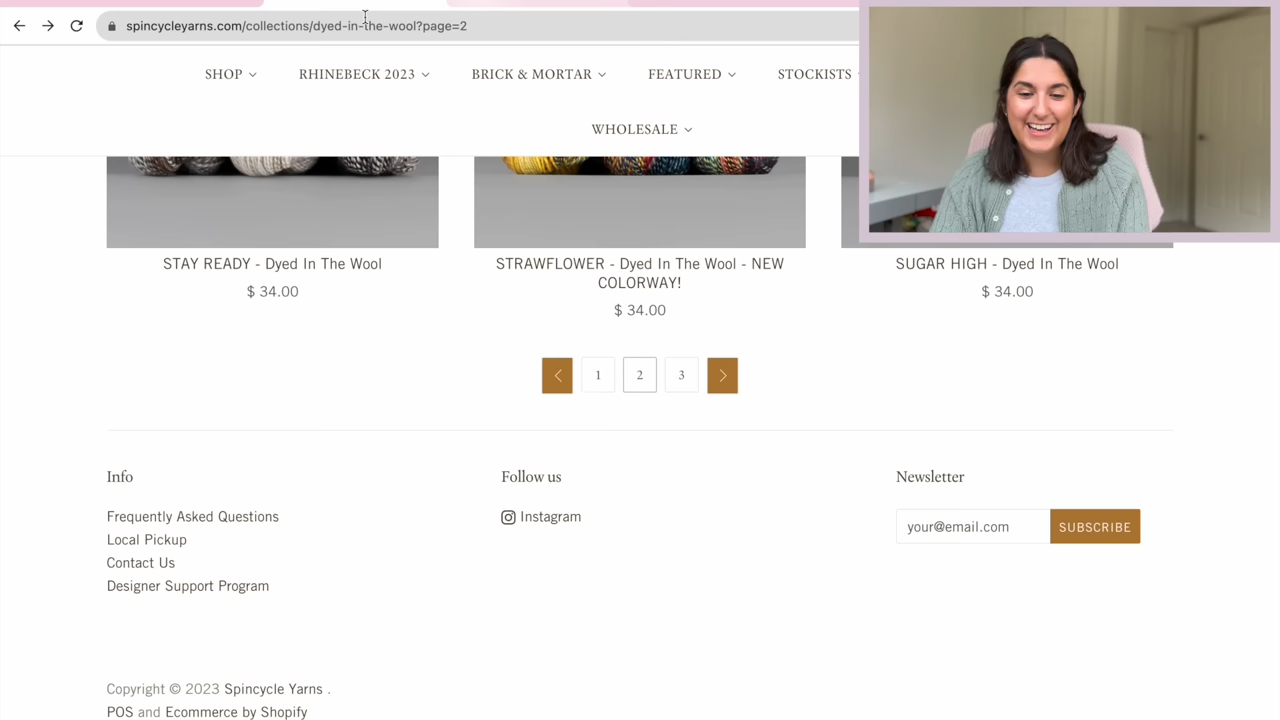 spincycleyarns.com/collections/dyed-in-the-wool?page=2
SHOP RHINEBECK 2023 BRICK & MORTAR FEATURED STOCKISTS
WHOLESALE
STAY READY - Dyed In The Wool
$ 34.00
STRAWFLOWER - Dyed In The Wool - NEW
COLORWAY!
$ 34.00
SUGAR HIGH - Dyed In The Wool
$ 34.00
1 2 3
Info
Frequently Asked Questions
Local Pickup
Contact Us
Designer Support Program
Follow us
Instagram
Newsletter
your@email.com SUBSCRIBE
Copyright © 2023 Spincycle Yarns .
POS and Ecommerce by Shopify